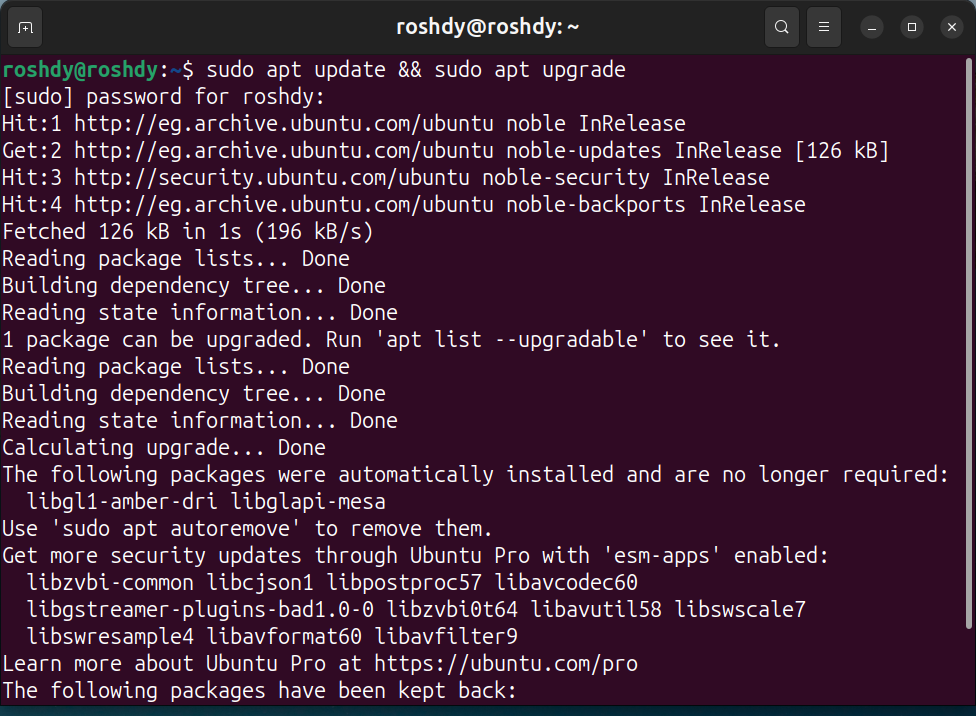 roshdy@roshdy: ~
roshdy@roshdy:~$ sudo apt update && sudo apt upgrade
[sudo] password for roshdy:
Hit:1 http://eg.archive.ubuntu.com/ubuntu noble InRelease
Get:2 http://eg.archive.ubuntu.com/ubuntu noble-updates InRelease [126 kB]
Hit:3 http://security.ubuntu.com/ubuntu noble-security InRelease
Hit:4 http://eg.archive.ubuntu.com/ubuntu noble-backports InRelease
Fetched 126 kB in 1s (196 kB/s)
Reading package lists... Done
Building dependency tree... Done
Reading state information... Done
1 package can be upgraded. Run 'apt list --upgradable' to see it.
Reading package lists... Done
Building dependency tree... Done
Reading state information... Done
Calculating upgrade... Done
The following packages were automatically installed and are no longer required:
  libgl1-amber-dri libglapi-mesa
Use 'sudo apt autoremove' to remove them.
Get more security updates through Ubuntu Pro with 'esm-apps' enabled:
  libzvbi-common libcjson1 libpostproc57 libavcodec60
  libgstreamer-plugins-bad1.0-0 libzvbi0t64 libavutil58 libswscale7
  libswresample4 libavformat60 libavfilter9
Learn more about Ubuntu Pro at https://ubuntu.com/pro
The following packages have been kept back: